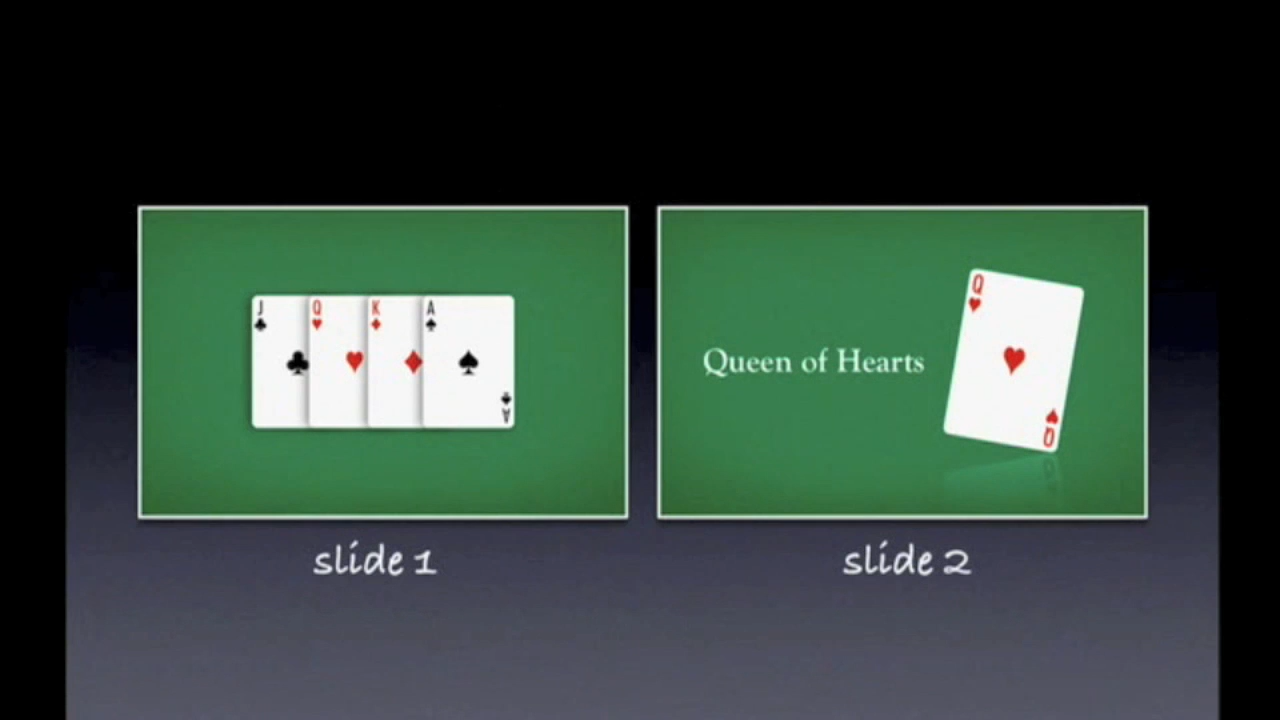 J Q K A
A
Queen of Hearts
Q
Q
slide 1
slide 2